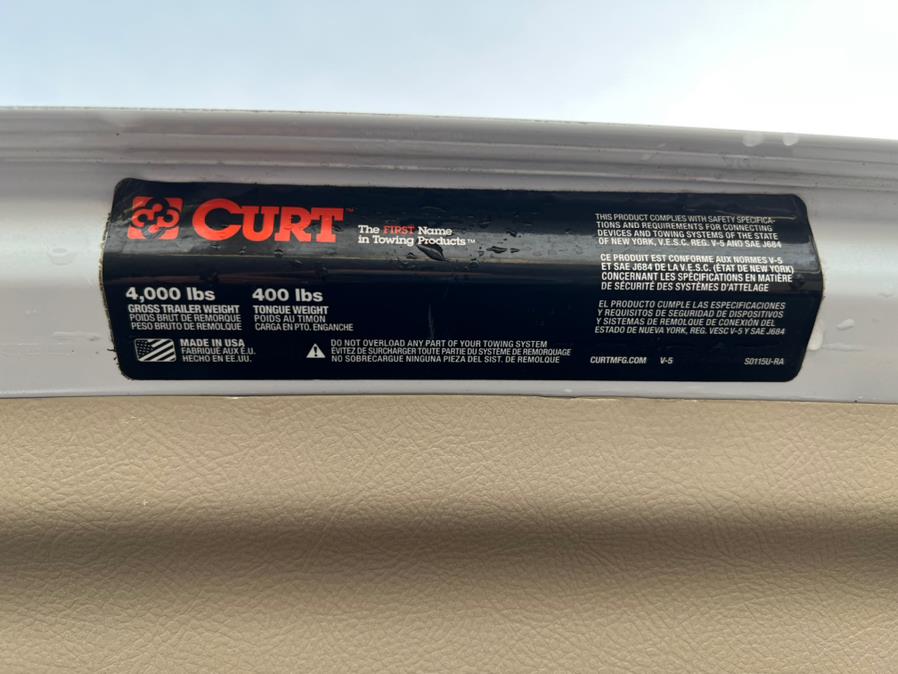 CURT™
The FIRST Name
in Towing Products™
4,000 lbs
GROSS TRAILER WEIGHT
POIDS BRUT DE REMORQUE
PESO BRUTO DE REMOLQUE
400 lbs
TONGUE WEIGHT
POIDS AU TIMON
CARGA EN PTO. ENGANCHE
MADE IN USA
FABRIQUÉ AUX É.U.
HECHO EN EE.UU.
DO NOT OVERLOAD ANY PART OF YOUR TOWING SYSTEM
ÉVITEZ DE SURCHARGER TOUTE PARTIE DU SYSTÈME DE REMORQUAGE
NO SOBRECARGUE NINGUNA PIEZA DEL SIST. DE REMOLQUE
THIS PRODUCT COMPLIES WITH SAFETY SPECIFICA-
TIONS AND REQUIREMENTS FOR CONNECTING
DEVICES AND TOWING SYSTEMS OF THE STATE
OF NEW YORK, V.E.S.C. REG. V-5 AND SAE J684
CE PRODUIT EST CONFORME AUX NORMES V-5
ET SAE J684 DE LA V.E.S.C. (ÉTAT DE NEW YORK)
CONCERNANT LES SPÉCIFICATIONS EN MATIÈRE
DE SÉCURITÉ DES SYSTÈMES D'ATTELAGE
EL PRODUCTO CUMPLE LAS ESPECIFICACIONES
Y REQUISITOS DE SEGURIDAD DE DISPOSITIVOS
Y SISTEMAS DE REMOLQUE DE CONEXIÓN DEL
ESTADO DE NUEVA YORK, REG. VESC V-5 Y SAE J684
CURTMFG.COM V-5 S0115U-RA